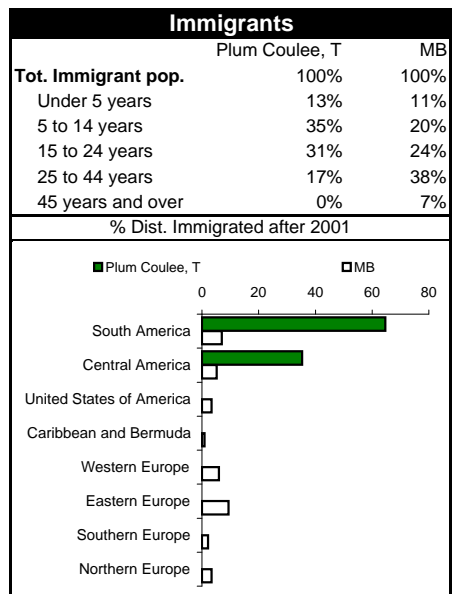 Immigrants
Plum Coulee, T MB
Tot. Immigrant pop. 100% 100%
Under 5 years 13% 11%
5 to 14 years 35% 20%
15 to 24 years 31% 24%
25 to 44 years 17% 38%
45 years and over 0% 7%
% Dist. Immigrated after 2001
Plum Coulee, T MB
0 20 40 60 80
South America
Central America
United States of America
Caribbean and Bermuda
Western Europe
Eastern Europe
Southern Europe
Northern Europe